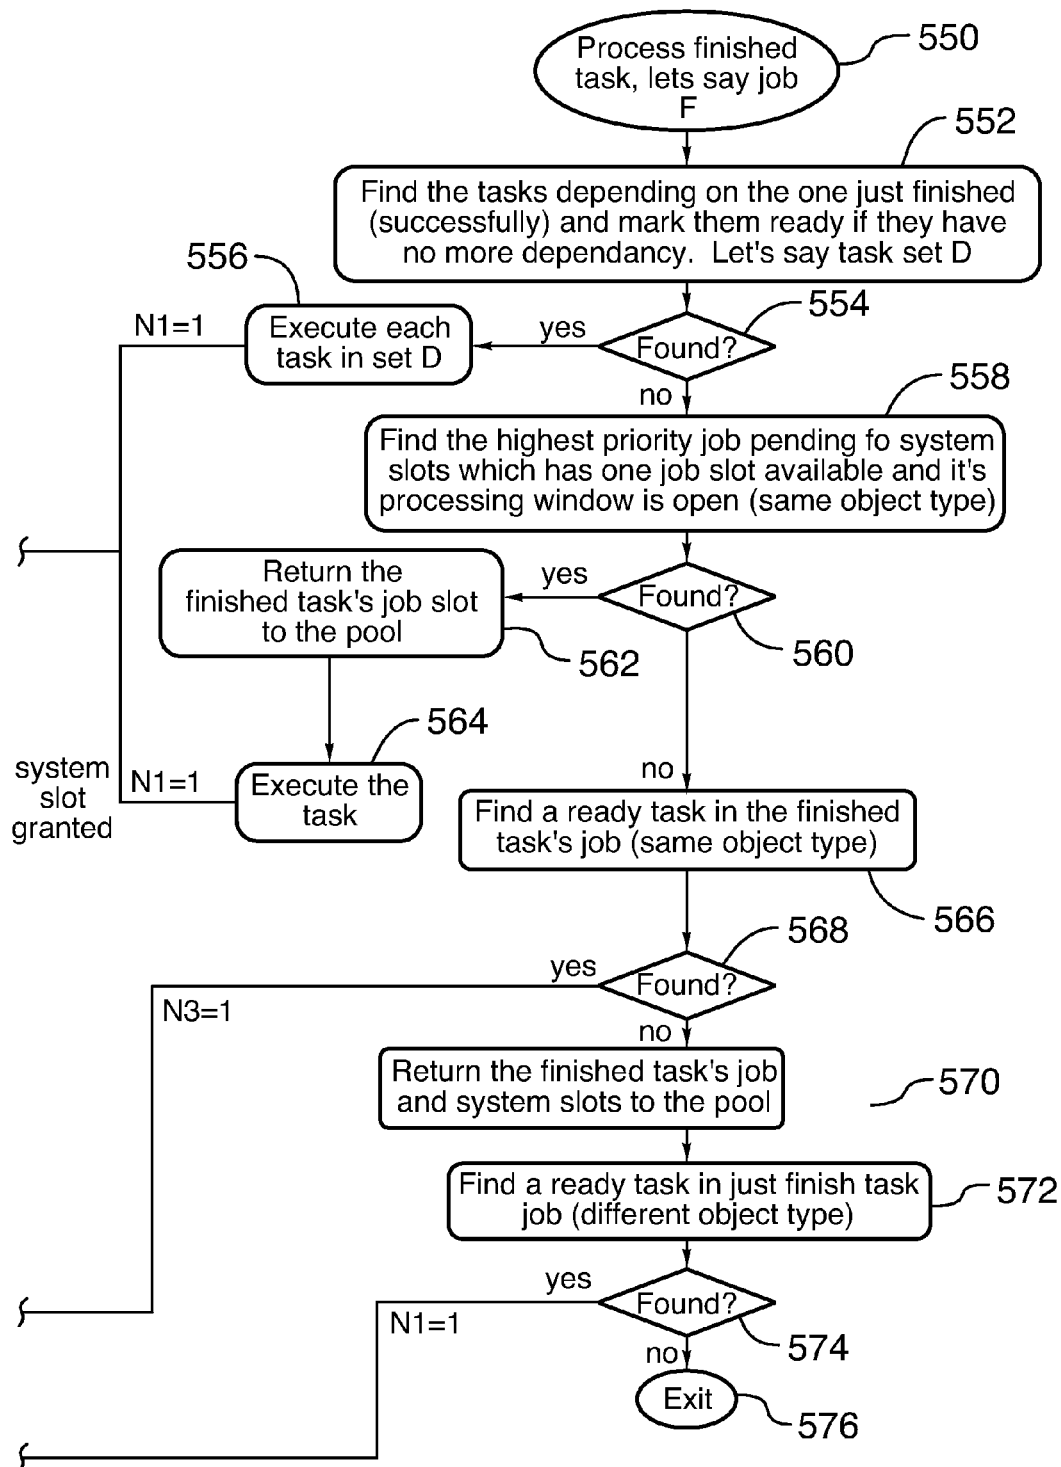 Process finished
task, lets say job
F
550
552
Find the tasks depending on the one just finished
(successfully) and mark them ready if they have
no more dependancy. Let's say task set D
556
554
N1=1
Execute each
task in set D
yes
Found?
no
558
Find the highest priority job pending fo system
slots which has one job slot available and it's
processing window is open (same object type)
Return the
finished task's job slot
to the pool
yes
Found?
562
560
564
system
slot
granted
N1=1
Execute the
task
no
Find a ready task in the finished
task's job (same object type)
566
568
yes
Found?
N3=1
no
Return the finished task's job
and system slots to the pool
570
Find a ready task in just finish task
job (different object type)
572
yes
Found?
N1=1
574
no
Exit
576